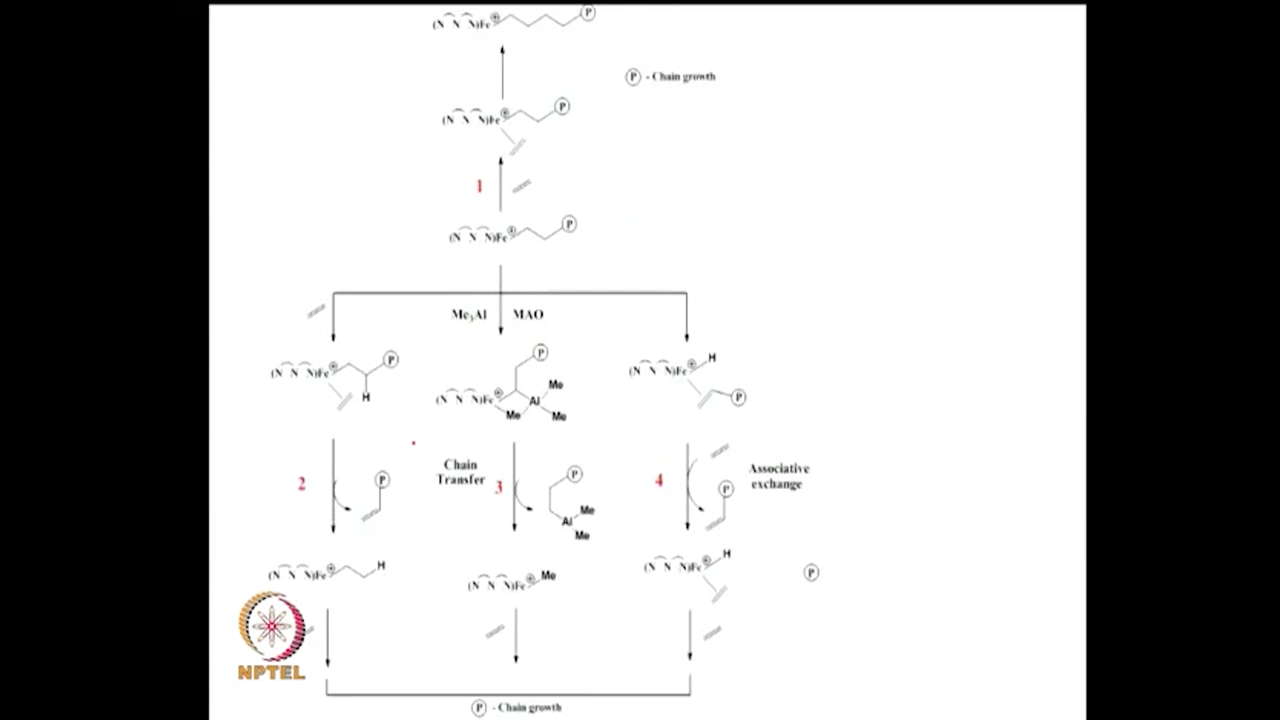 (N N N)Fe⊕ P
P - Chain growth
(N N N)Fe⊕ P
1
(N N N)Fe⊕ P
Me₃Al MAO
(N N N)Fe⊕ P
H
(N N N)Fe⊕ P
Me
Al
Me Me
(N N N)Fe⊕ H
P
2
P
Chain
Transfer
3
P
Al Me
Me
4
P
Associative
exchange
(N N N)Fe⊕ H
(N N N)Fe⊕ Me
(N N N)Fe⊕ H
P
NPTEL
P - Chain growth